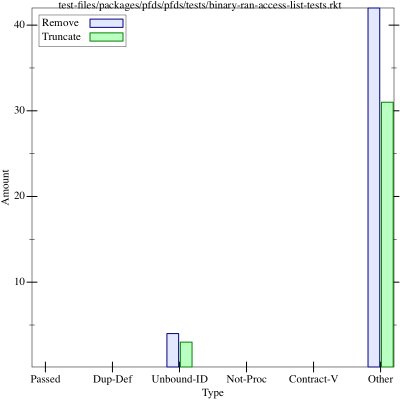 test-files/packages/pfds/pfds/tests/binary-ran-access-list-tests.rkt
Remove
Truncate
40
30
20
10
Amount
Passed Dup-Def Unbound-ID Not-Proc Contract-V Other
Type